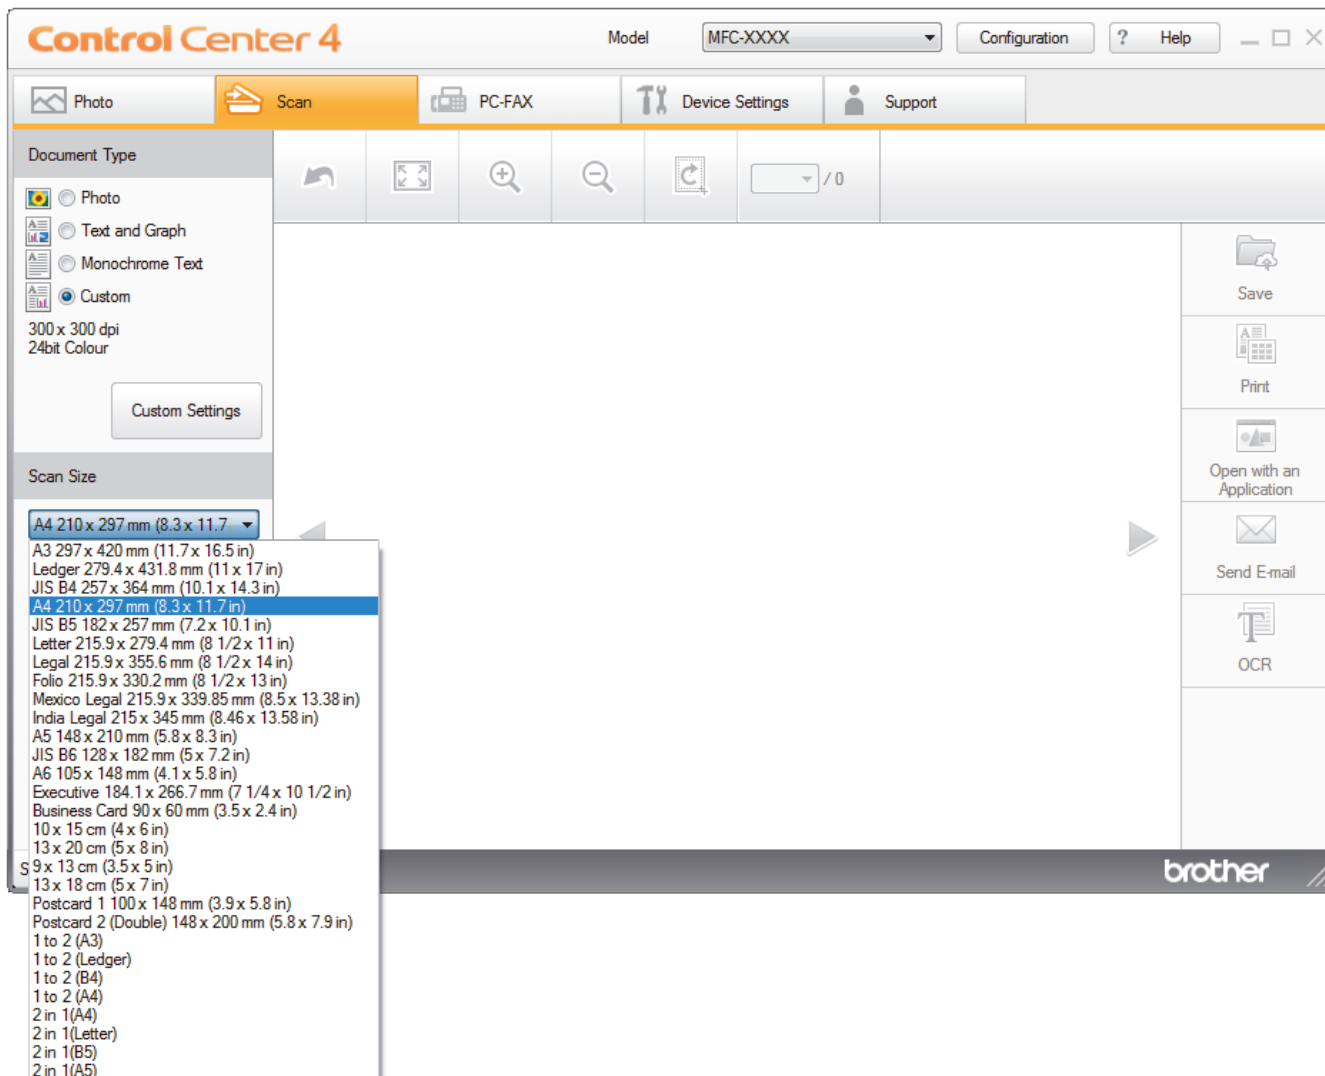 Control Center 4
Model
MFC-XXXX
Configuration
? Help
Photo
Scan
PC-FAX
Device Settings
Support
Document Type
Photo
Text and Graph
Monochrome Text
Custom
300 x 300 dpi
24bit Colour
Custom Settings
/ 0
Scan Size
A4 210 x 297 mm (8.3 x 11.7
A3 297 x 420 mm (11.7 x 16.5 in)
Ledger 279.4 x 431.8 mm (11 x 17 in)
JIS B4 257 x 364 mm (10.1 x 14.3 in)
A4 210 x 297 mm (8.3 x 11.7 in)
JIS B5 182 x 257 mm (7.2 x 10.1 in)
Letter 215.9 x 279.4 mm (8 1/2 x 11 in)
Legal 215.9 x 355.6 mm (8 1/2 x 14 in)
Folio 215.9 x 330.2 mm (8 1/2 x 13 in)
Mexico Legal 215.9 x 339.85 mm (8.5 x 13.38 in)
India Legal 215 x 345 mm (8.46 x 13.58 in)
A5 148 x 210 mm (5.8 x 8.3 in)
JIS B6 128 x 182 mm (5 x 7.2 in)
A6 105 x 148 mm (4.1 x 5.8 in)
Executive 184.1 x 266.7 mm (7 1/4 x 10 1/2 in)
Business Card 90 x 60 mm (3.5 x 2.4 in)
10 x 15 cm (4 x 6 in)
13 x 20 cm (5 x 8 in)
S
9 x 13 cm (3.5 x 5 in)
13 x 18 cm (5 x 7 in)
Postcard 1 100 x 148 mm (3.9 x 5.8 in)
Postcard 2 (Double) 148 x 200 mm (5.8 x 7.9 in)
1 to 2 (A3)
1 to 2 (Ledger)
1 to 2 (B4)
1 to 2 (A4)
2 in 1(A4)
2 in 1(Letter)
2 in 1(B5)
2 in 1(A5)
Save
Print
Open with an
Application
Send E-mail
OCR
brother